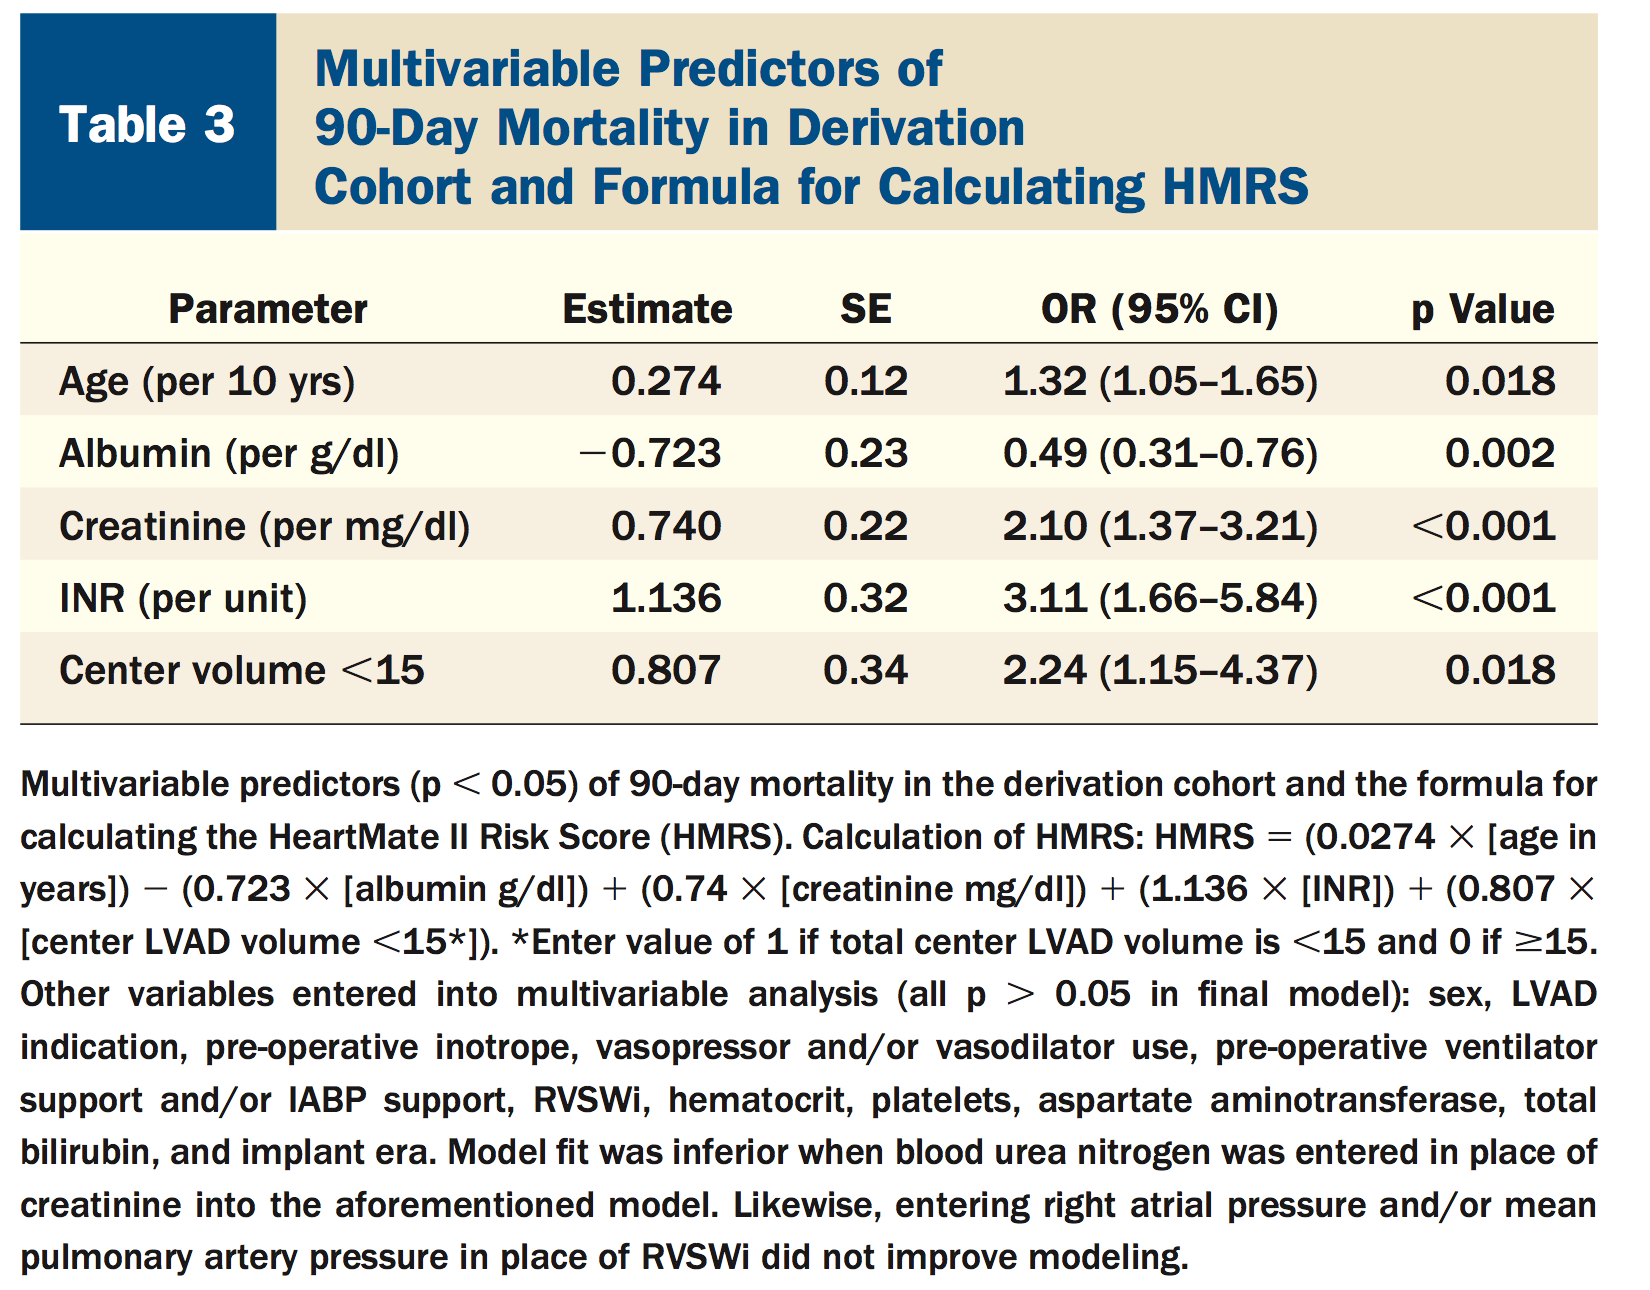 Table 3
Multivariable Predictors of
90-Day Mortality in Derivation
Cohort and Formula for Calculating HMRS
Parameter Estimate SE OR (95% CI) p Value
Age (per 10 yrs) 0.274 0.12 1.32 (1.05–1.65) 0.018
Albumin (per g/dl) −0.723 0.23 0.49 (0.31–0.76) 0.002
Creatinine (per mg/dl) 0.740 0.22 2.10 (1.37–3.21) <0.001
INR (per unit) 1.136 0.32 3.11 (1.66–5.84) <0.001
Center volume <15 0.807 0.34 2.24 (1.15–4.37) 0.018
Multivariable predictors (p < 0.05) of 90-day mortality in the derivation cohort and the formula for
calculating the HeartMate II Risk Score (HMRS). Calculation of HMRS: HMRS = (0.0274 × [age in
years]) − (0.723 × [albumin g/dl]) + (0.74 × [creatinine mg/dl]) + (1.136 × [INR]) + (0.807 ×
[center LVAD volume <15*]). *Enter value of 1 if total center LVAD volume is <15 and 0 if ≥15.
Other variables entered into multivariable analysis (all p > 0.05 in final model): sex, LVAD
indication, pre-operative inotrope, vasopressor and/or vasodilator use, pre-operative ventilator
support and/or IABP support, RVSWi, hematocrit, platelets, aspartate aminotransferase, total
bilirubin, and implant era. Model fit was inferior when blood urea nitrogen was entered in place of
creatinine into the aforementioned model. Likewise, entering right atrial pressure and/or mean
pulmonary artery pressure in place of RVSWi did not improve modeling.